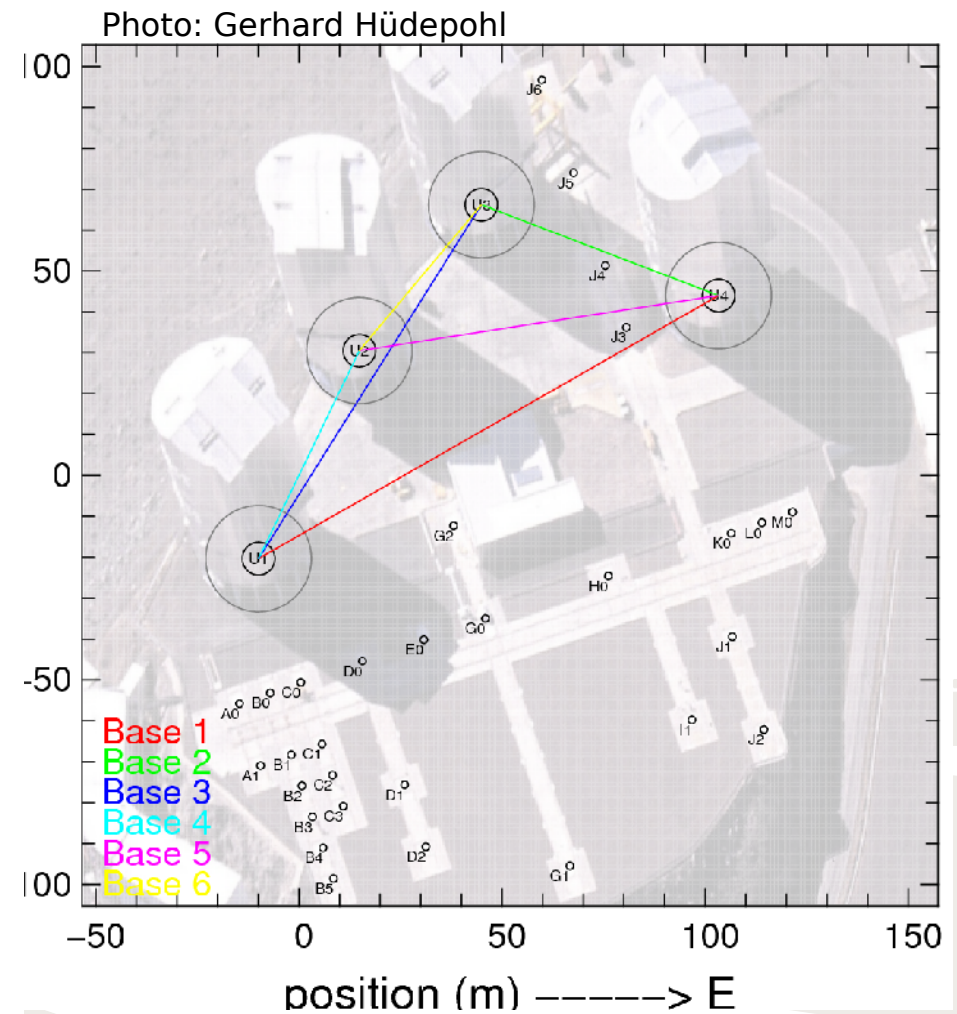 Photo: Gerhard Hüdepohl
00
J6
J5
U3
50
J4
U4
J3
U2
0
M0
G2
L0
K0
U1
H0
G0
E0
J1
D0
-50
C0
B0
A0
I1
J2
Base 1
C1
B1
A1
Base 2
C2
B2
D1
Base 3
C3
B3
Base 4
B4
D2
Base 5
G1
B5
Base 6
00
−50
0
50
100
150
position (m) −−−−−> E